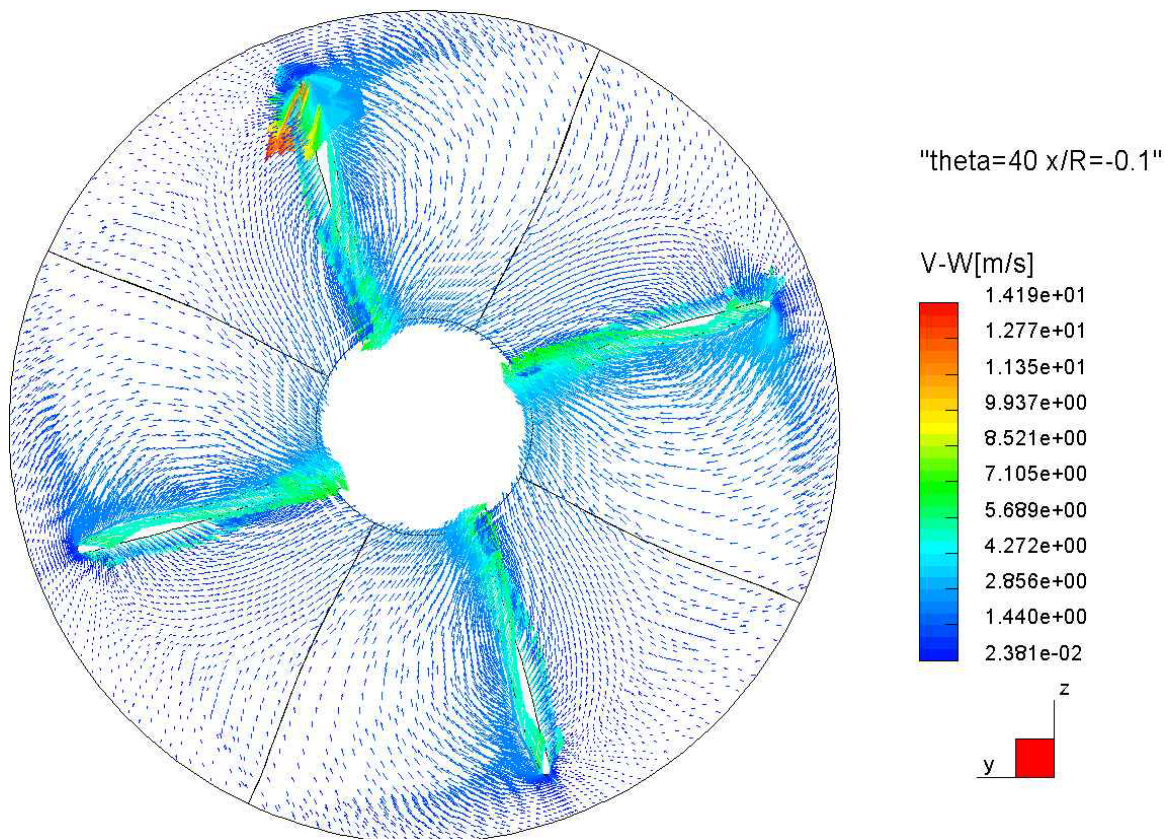 "theta=40 x/R=-0.1"
V-W[m/s]
1.419e+01
1.277e+01
1.135e+01
9.937e+00
8.521e+00
7.105e+00
5.689e+00
4.272e+00
2.856e+00
1.440e+00
2.381e-02
z
y